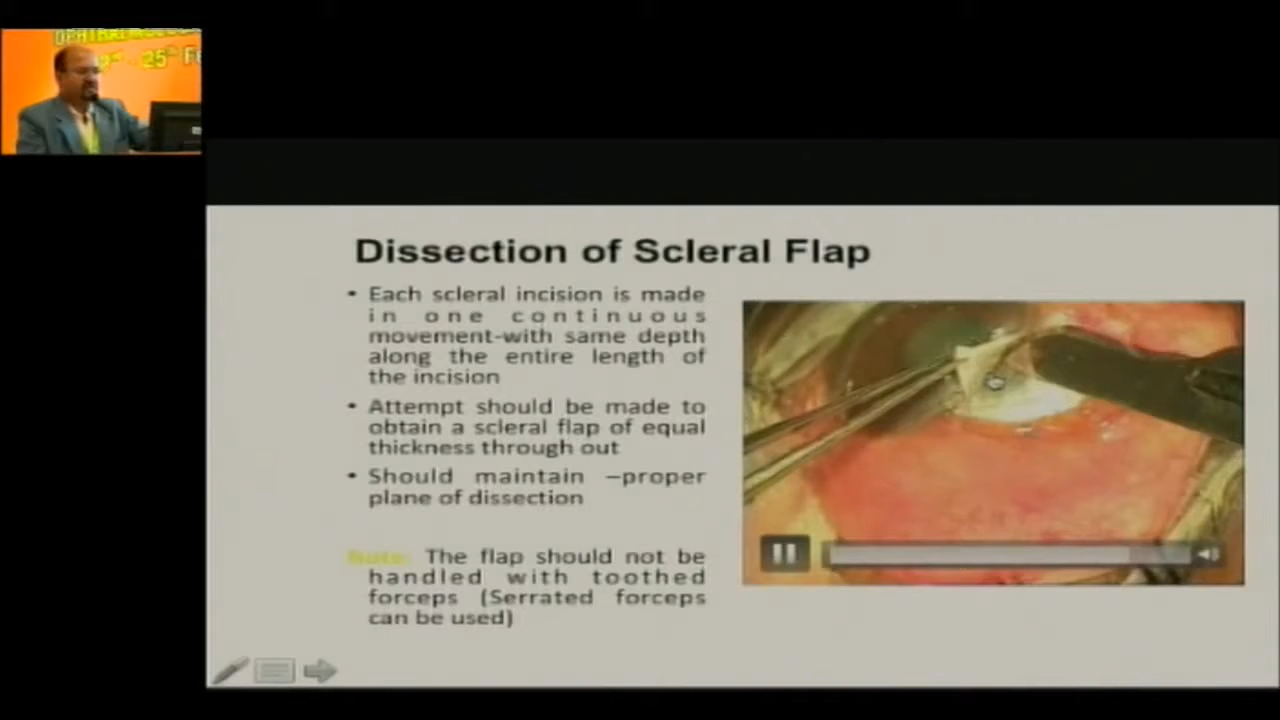 25th Fe
Dissection of Scleral Flap
• Each scleral incision is made
in one continuous
movement-with same depth
along the entire length of
the incision
• Attempt should be made to
obtain a scleral flap of equal
thickness through out
• Should maintain –proper
plane of dissection
Note: The flap should not be
handled with toothed
forceps (Serrated forceps
can be used)